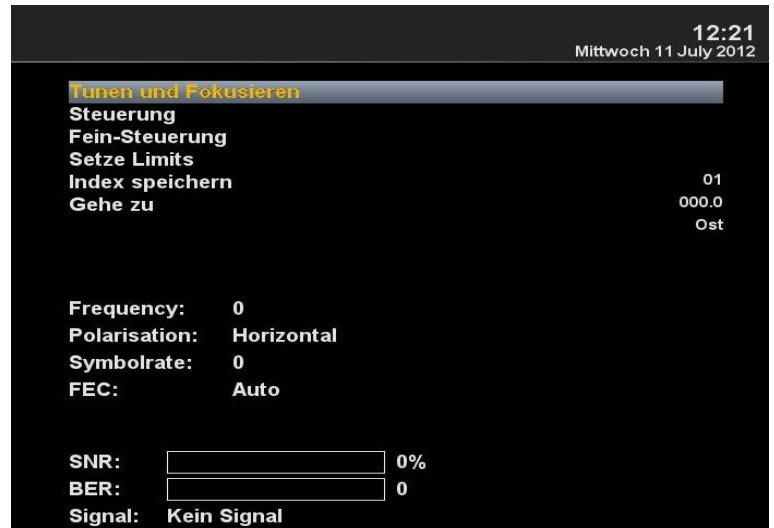 12:21
Mittwoch 11 July 2012
Tunen und Fokusieren
Steuerung
Fein-Steuerung
Setze Limits
Index speichern 01
Gehe zu 000.0
Ost
Frequency: 0
Polarisation: Horizontal
Symbolrate: 0
FEC: Auto
SNR: 0%
BER: 0
Signal: Kein Signal